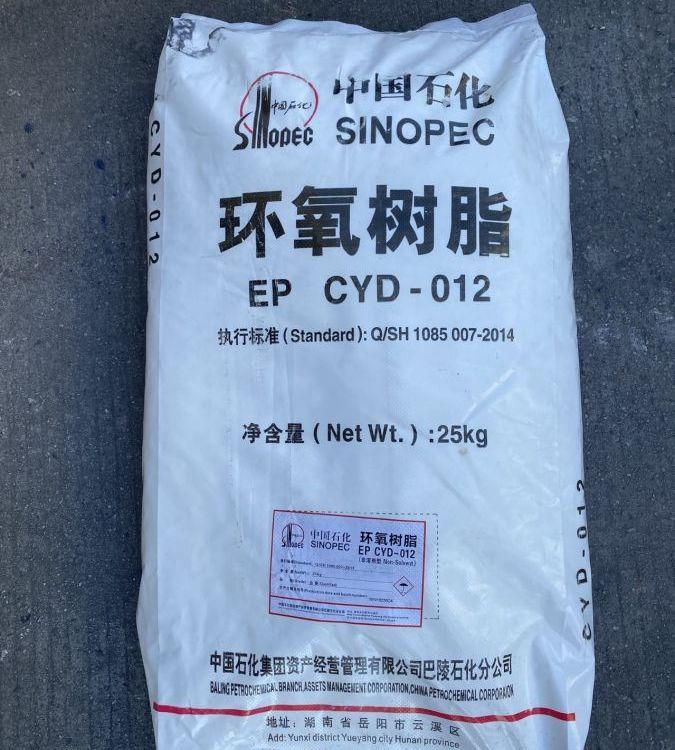 中国石化
SINOPEC
中国石化
SINOPEC
环氧树脂
EP CYD-012
执行标准(Standard): Q/SH 1085 007-2014
净含量(Net Wt.):25kg
CYD-012
CYD-012
中国石化
SINOPEC
SINOPEC
环氧树脂
EP CYD-012
中国石化集团资产经营管理有限公司巴陵石化分公司
BALING PETROCHEMICAL BRANCH,ASSETS MANAGEMENT CORPORATION,CHINA PETROCHEMICAL CORPORAION
地址: 湖南省岳阳市云溪区
Add: Yunxi district Yueyang city Hunan province